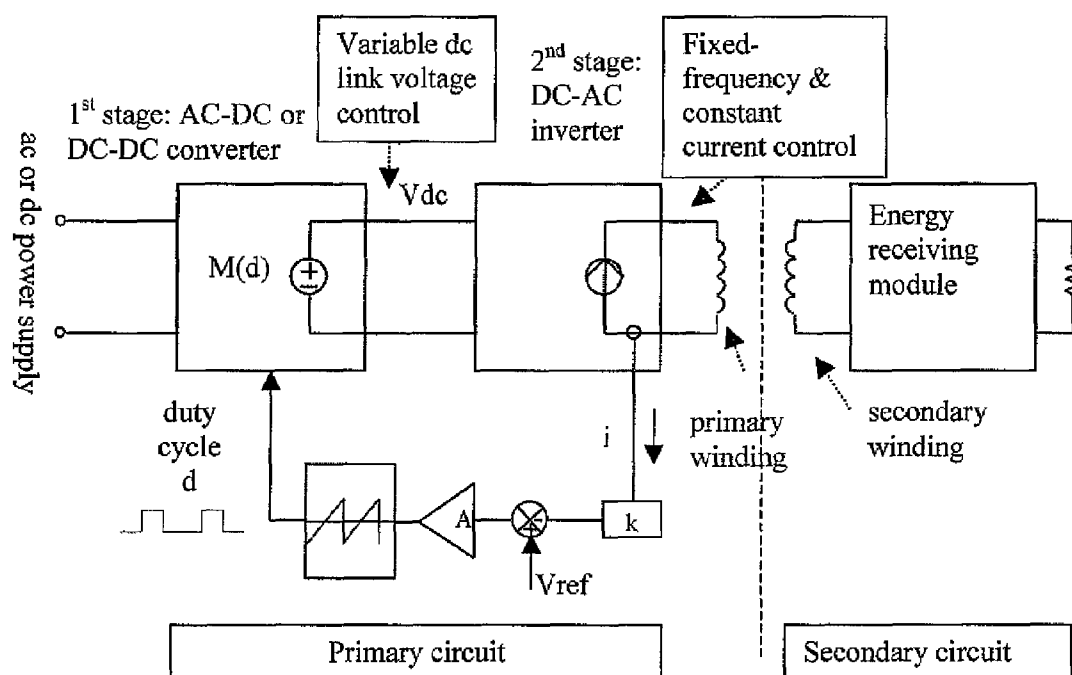 Variable dc
link voltage
control
2nd stage:
DC-AC
inverter
Fixed-
frequency &
constant
current control
1st stage: AC-DC or
DC-DC converter
ac or dc power supply
Vdc
M(d)
Energy
receiving
module
duty
cycle
d
i
primary
winding
secondary
winding
A
k
Vref
Primary circuit
Secondary circuit